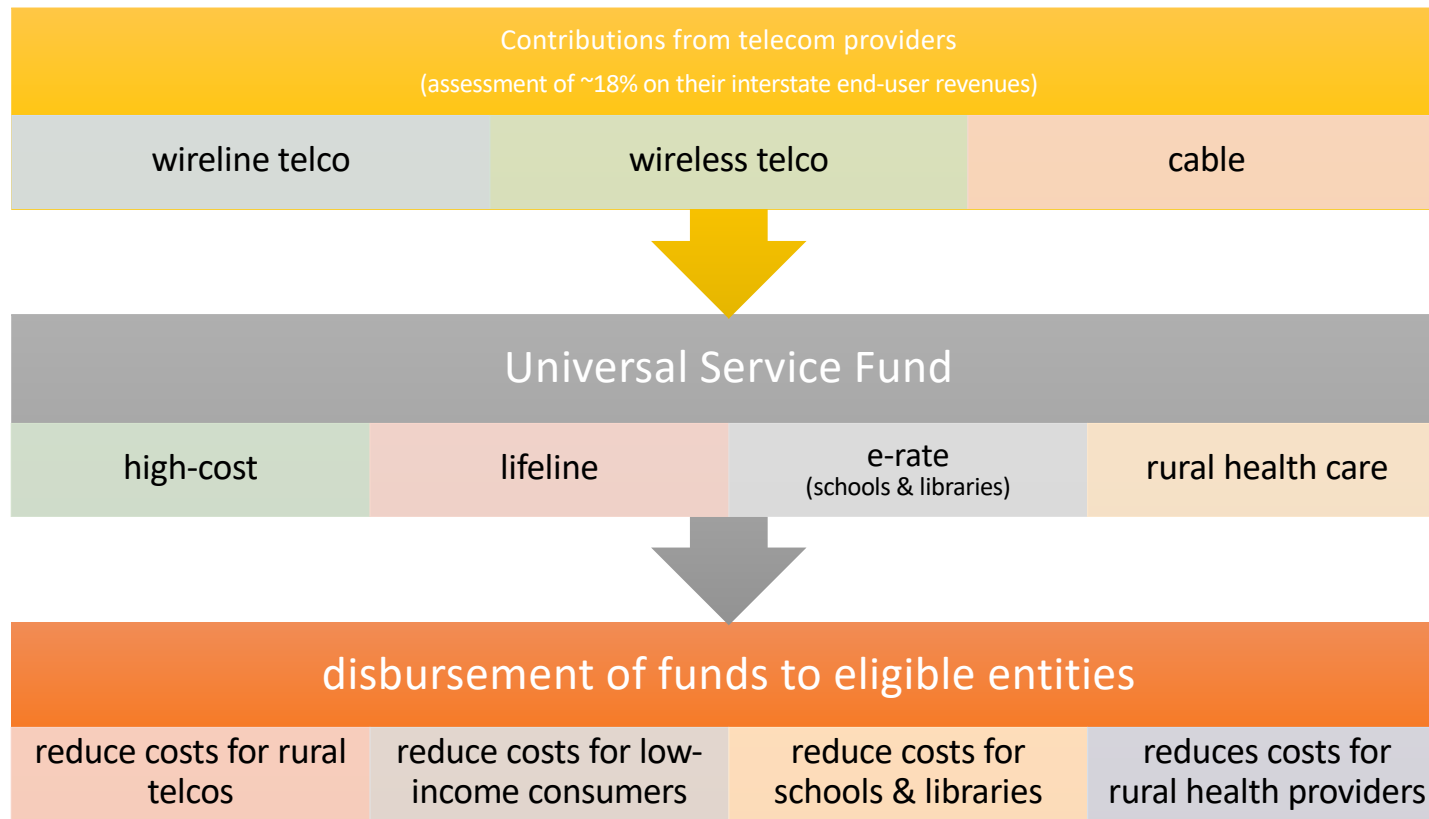 Contributions from telecom providers
(assessment of ~18% on their interstate end-user revenues)
wireline telco
wireless telco
cable
Universal Service Fund
high-cost
lifeline
e-rate
(schools & libraries)
rural health care
disbursement of funds to eligible entities
reduce costs for rural
telcos
reduce costs for low-
income consumers
reduce costs for
schools & libraries
reduces costs for
rural health providers